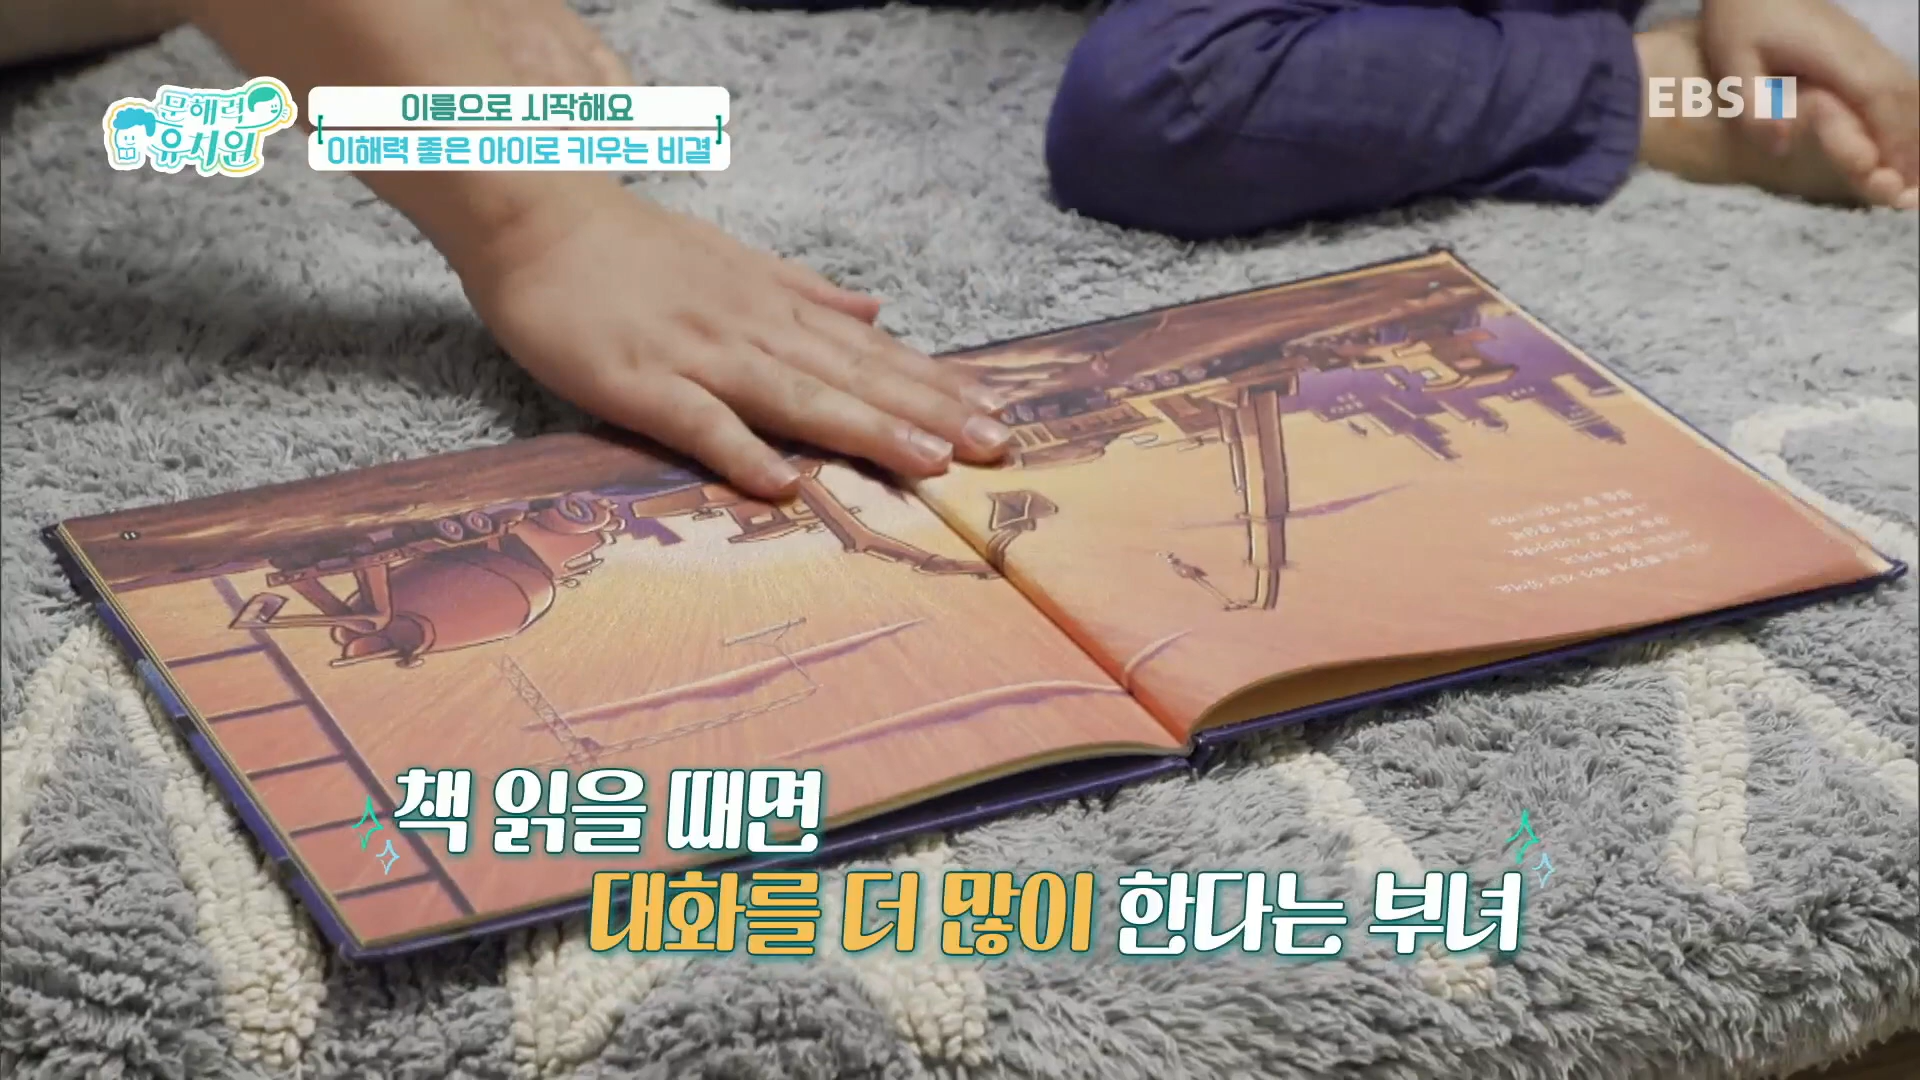 문해력
유치원
이름으로 시작해요
이해력 좋은 아이로 키우는 비결
EBS 1
책 읽을 때면
대화를 더 많이 한다는 부녀